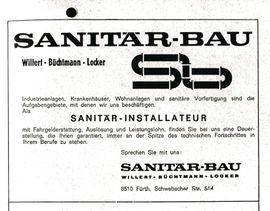 SANITÄR-BAU
Willert - Büchtmann - Locker
Sb
Industrieanlagen, Krankenhäuser, Wohnanlagen und sanitäre Vorfertigung sind die
Aufgabengebiete, mit denen wir uns beschäftigen.
Als
SANITÄR-INSTALLATEUR
mit Fahrgelderstattung, Auslösung und Leistungslohn, finden Sie bei uns eine Dauer-
stellung, die Ihnen garantiert, immer an der Spitze des technischen Fortschrittes in
Ihrem Berufe zu stehen.
Sprechen Sie mit uns:
SANITÄR-BAU
WILLERT-BÜCHTMANN-LOCKER
8510 Fürth, Schwabacher Str. 514